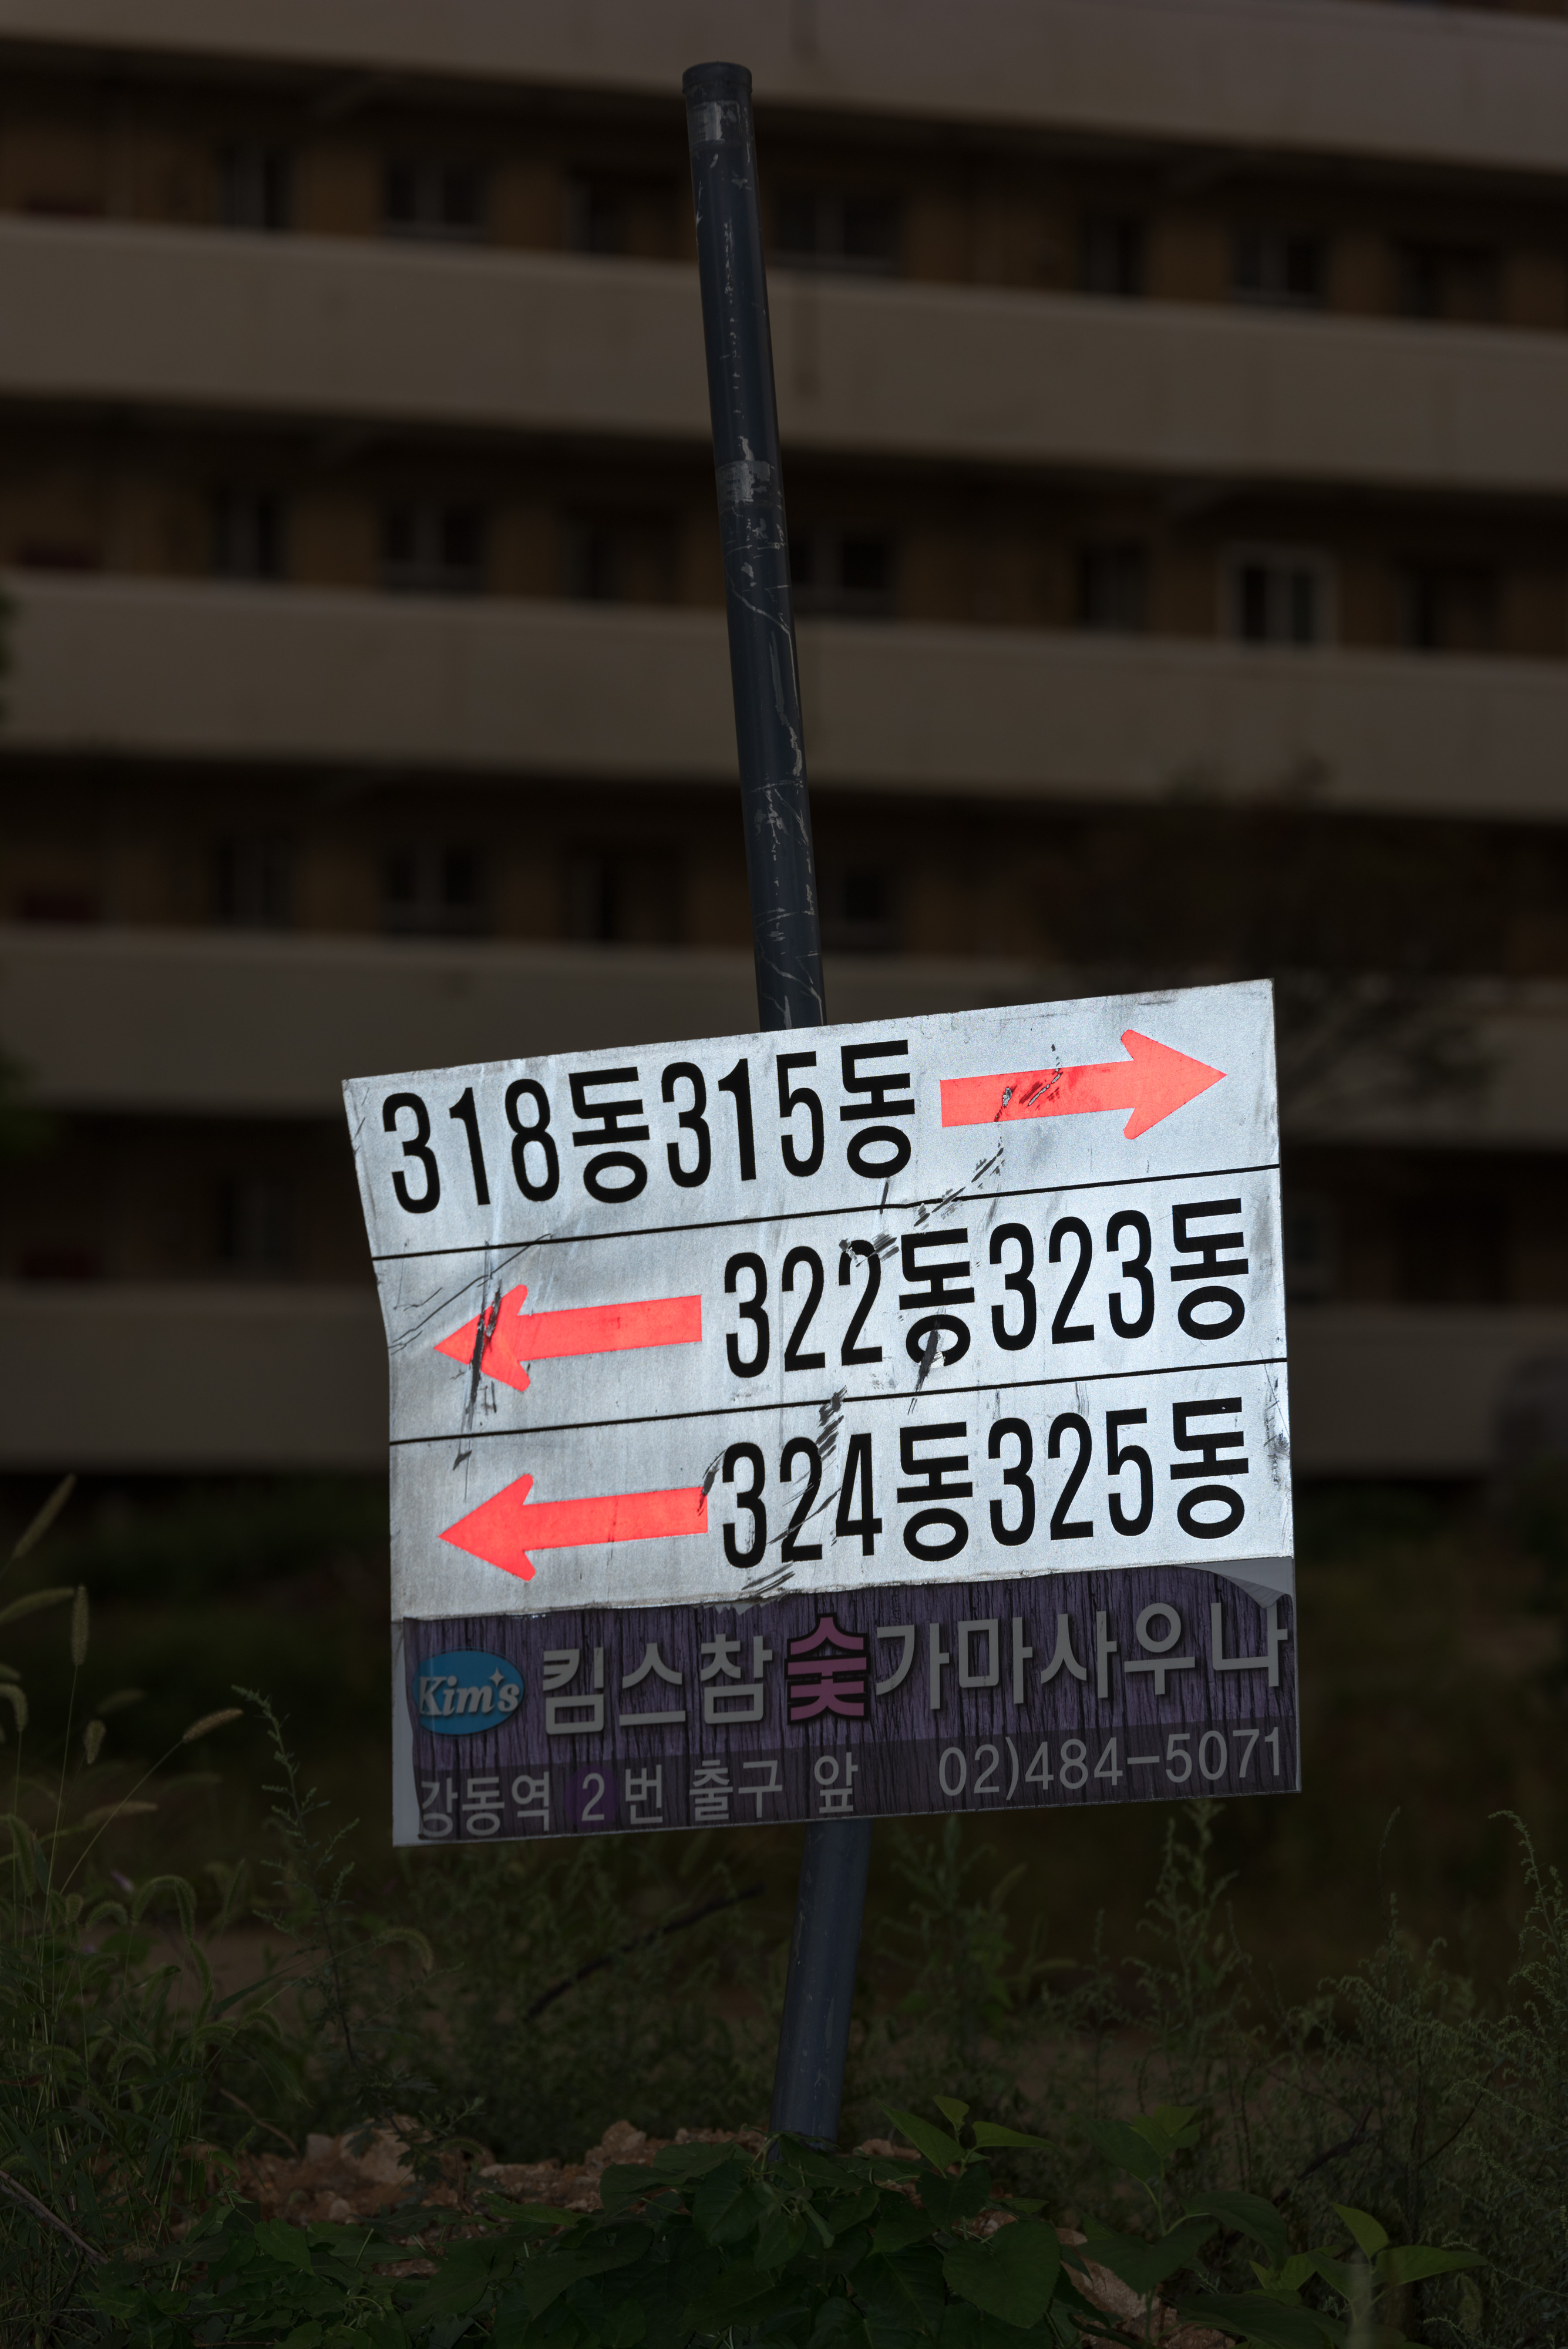 318동315동
322동323동
324동325동
Kim's 킴스참숯가마사우나
강동역 2번 출구 앞 02)484-5071